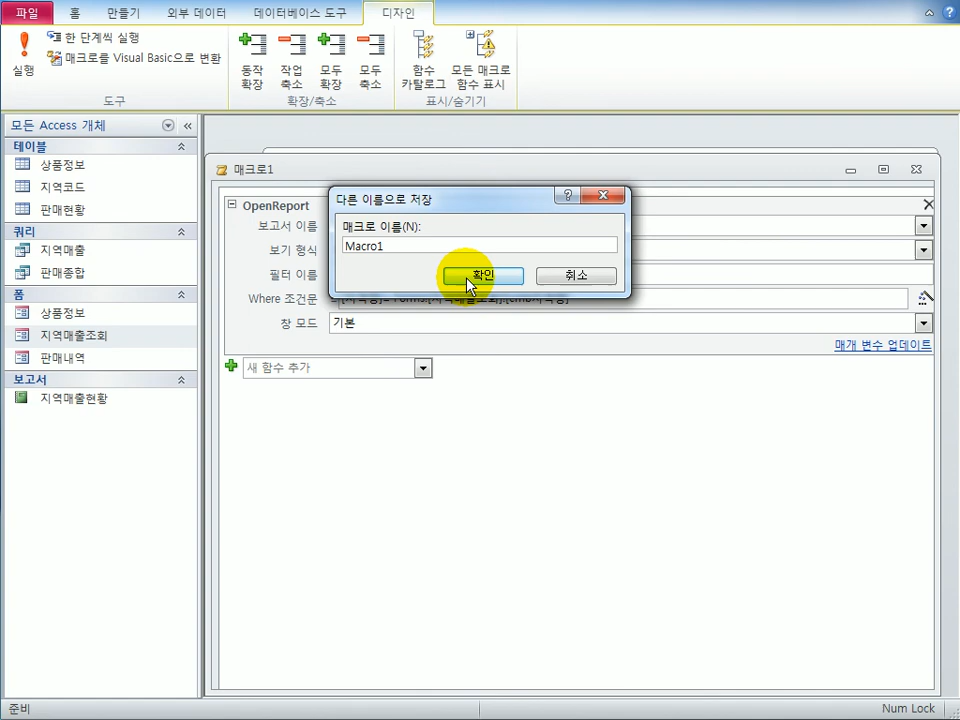 파일 홈 만들기 외부 데이터 데이터베이스 도구 디자인
실행
한 단계씩 실행
매크로를 Visual Basic으로 변환
도구
동작 확장
작업 축소
모두 확장
모두 축소
확장/축소
함수 카탈로그
모든 매크로 함수 표시
표시/숨기기
모든 Access 개체
테이블
상품정보
지역코드
판매현황
쿼리
지역매출
판매종합
폼
상품정보
지역매출조회
판매내역
보고서
지역매출현황
매크로1
OpenReport
보고서 이름
보기 형식
필터 이름
Where 조건문
창 모드 기본
매개 변수 업데이트
새 함수 추가
다른 이름으로 저장
매크로 이름(N):
Macro1
확인 취소
준비 Num Lock